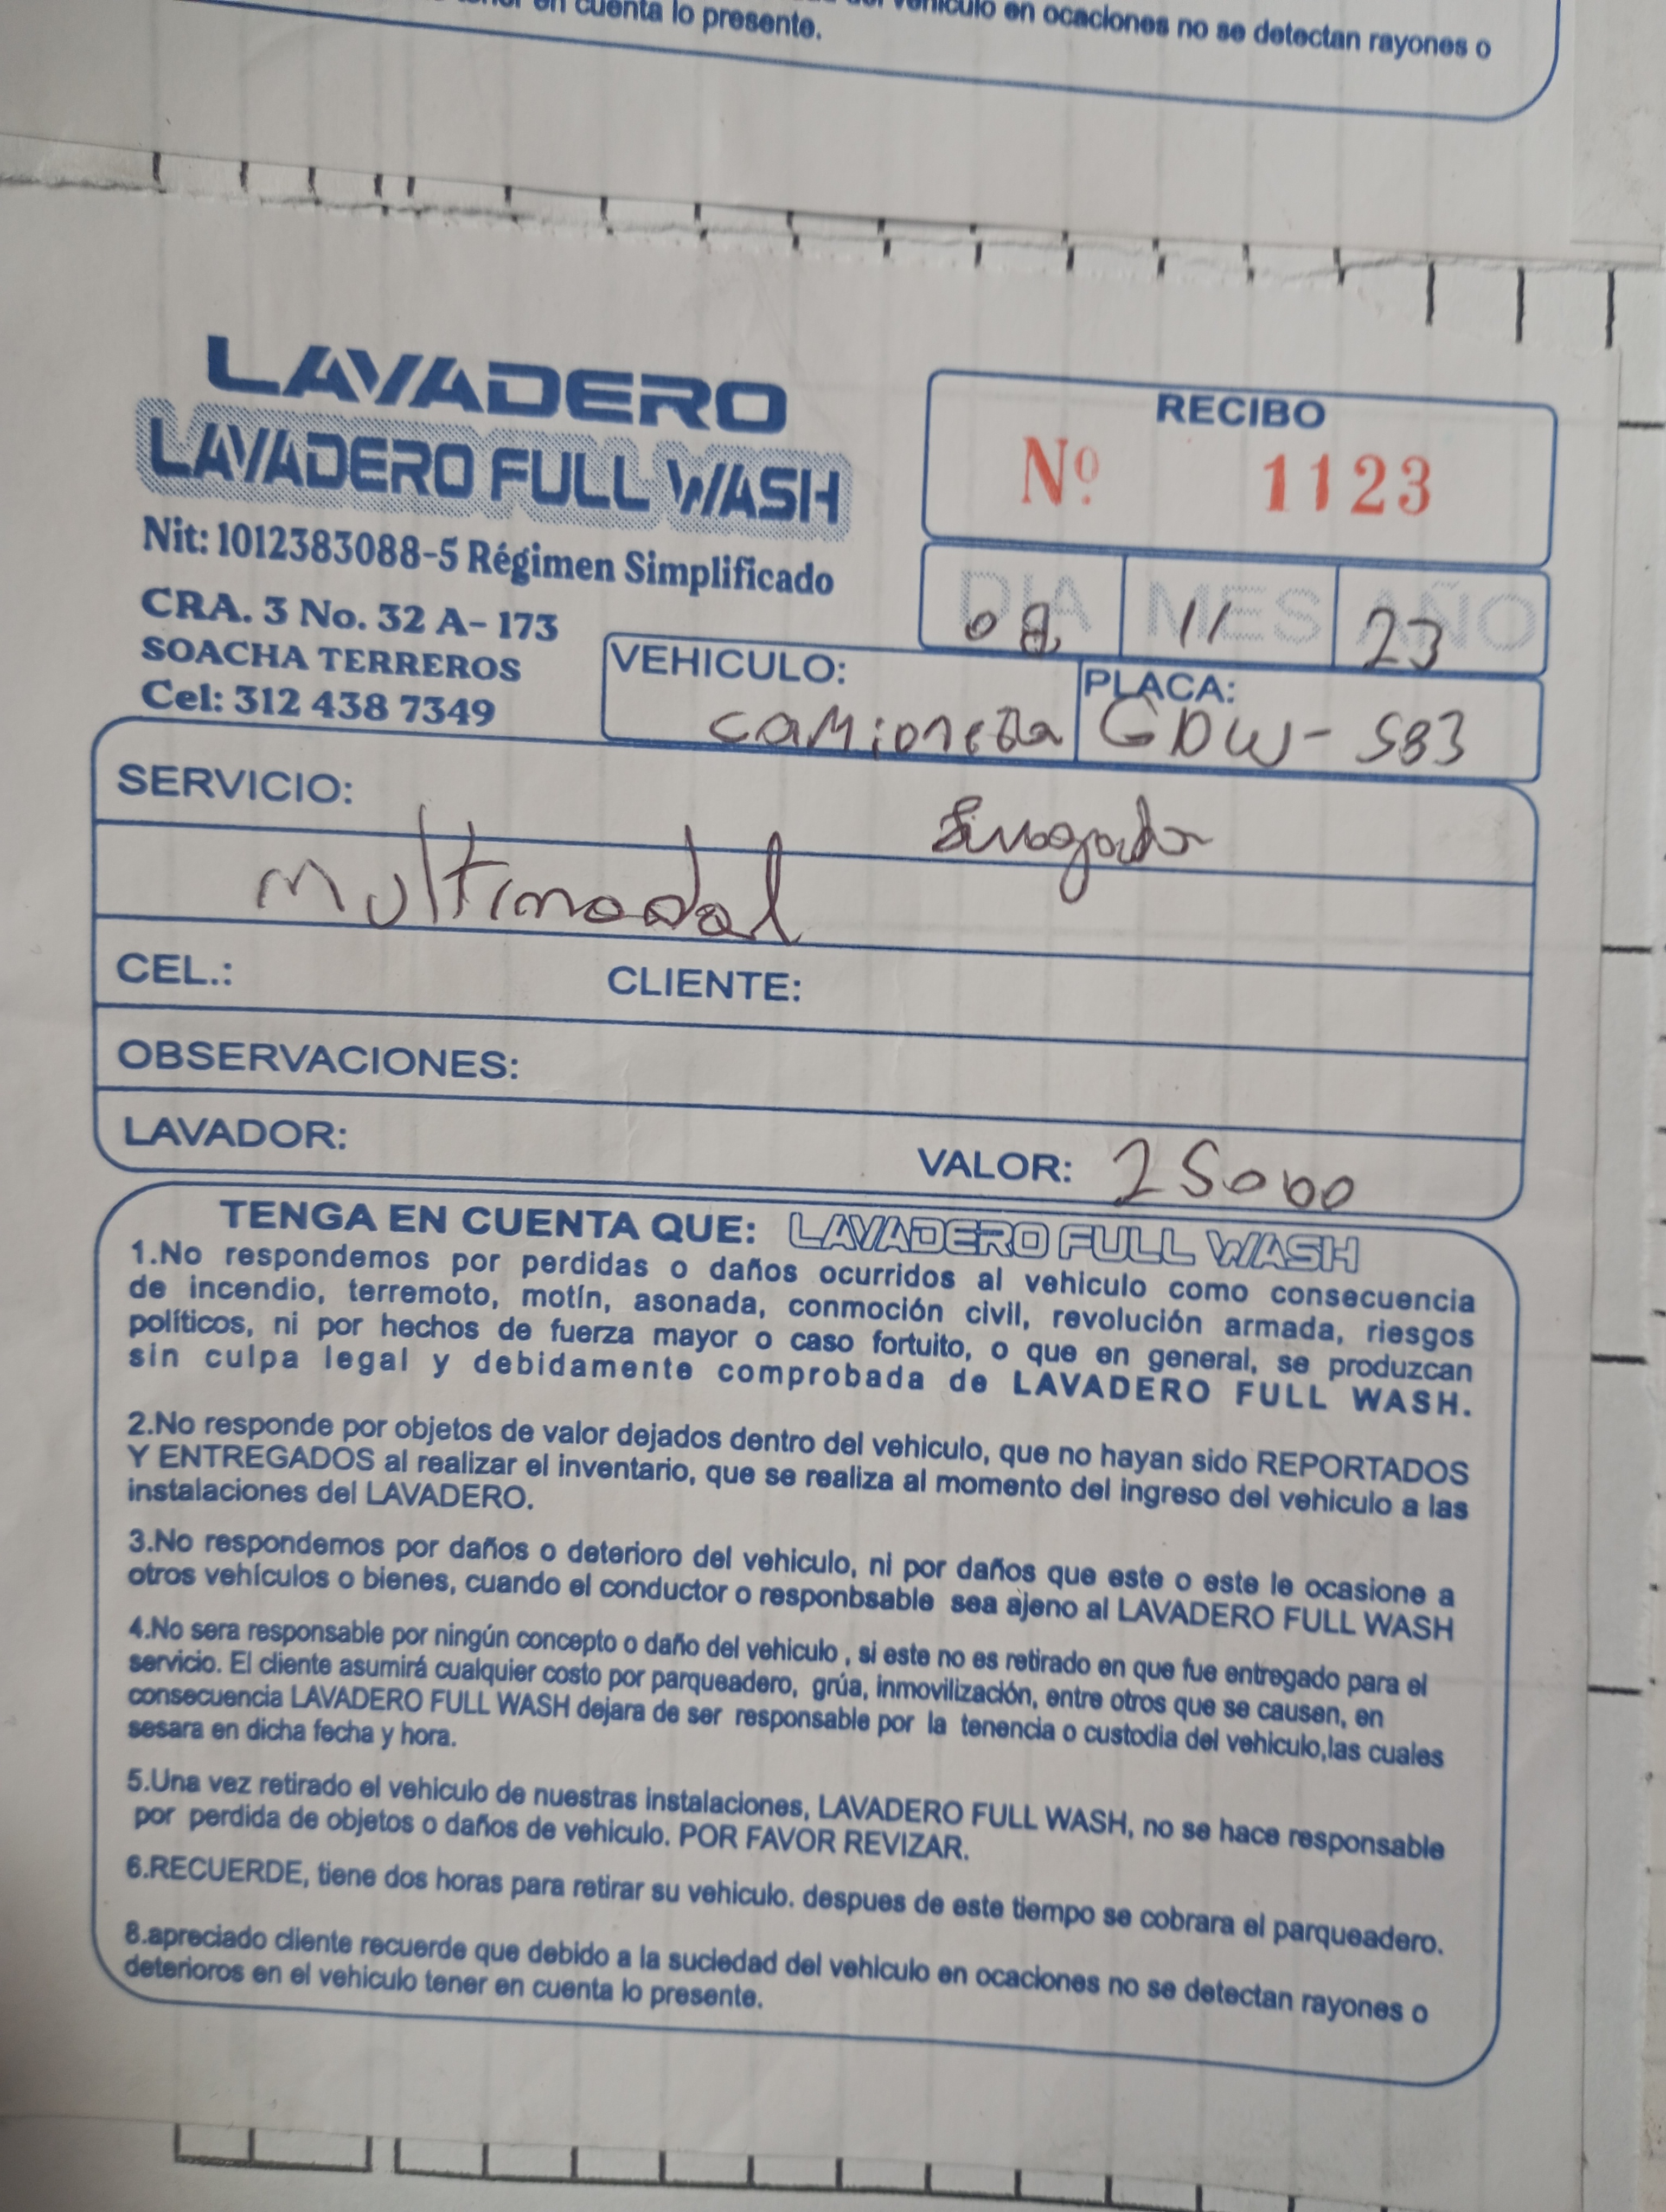 en cuenta lo presente.
vehiculo en ocaciones no se detectan rayones o
LAVADERO
LAVADERO FULL WASH
Nit: 1012383088-5 Régimen Simplificado
CRA. 3 No. 32 A- 173
SOACHA TERREROS
Cel: 312 438 7349
RECIBO
Nº 1123
DIA MES AÑO
08 11 23
VEHICULO: camioneta
PLACA: GDW-583
SERVICIO:
Multimodal
CEL.: CLIENTE:
OBSERVACIONES:
LAVADOR: VALOR: 25000
TENGA EN CUENTA QUE: LAVADERO FULL WASH
1.No respondemos por perdidas o daños ocurridos al vehiculo como consecuencia
de incendio, terremoto, motín, asonada, conmoción civil, revolución armada, riesgos
políticos, ni por hechos de fuerza mayor o caso fortuito, o que en general, se produzcan
sin culpa legal y debidamente comprobada de LAVADERO FULL WASH.
2.No responde por objetos de valor dejados dentro del vehiculo, que no hayan sido REPORTADOS
Y ENTREGADOS al realizar el inventario, que se realiza al momento del ingreso del vehiculo a las
instalaciones del LAVADERO.
3.No respondemos por daños o deterioro del vehiculo, ni por daños que este o este le ocasione a
otros vehículos o bienes, cuando el conductor o responbsable sea ajeno al LAVADERO FULL WASH
4.No sera responsable por ningún concepto o daño del vehiculo , si este no es retirado en que fue entregado para el
servicio. El cliente asumirá cualquier costo por parqueadero, grúa, inmovilización, entre otros que se causen, en
consecuencia LAVADERO FULL WASH dejara de ser responsable por la tenencia o custodia del vehiculo,las cuales
sesara en dicha fecha y hora.
5.Una vez retirado el vehiculo de nuestras instalaciones, LAVADERO FULL WASH, no se hace responsable
por perdida de objetos o daños de vehiculo. POR FAVOR REVIZAR.
6.RECUERDE, tiene dos horas para retirar su vehiculo. despues de este tiempo se cobrara el parqueadero.
8.apreciado cliente recuerde que debido a la suciedad del vehiculo en ocaciones no se detectan rayones o
deterioros en el vehiculo tener en cuenta lo presente.